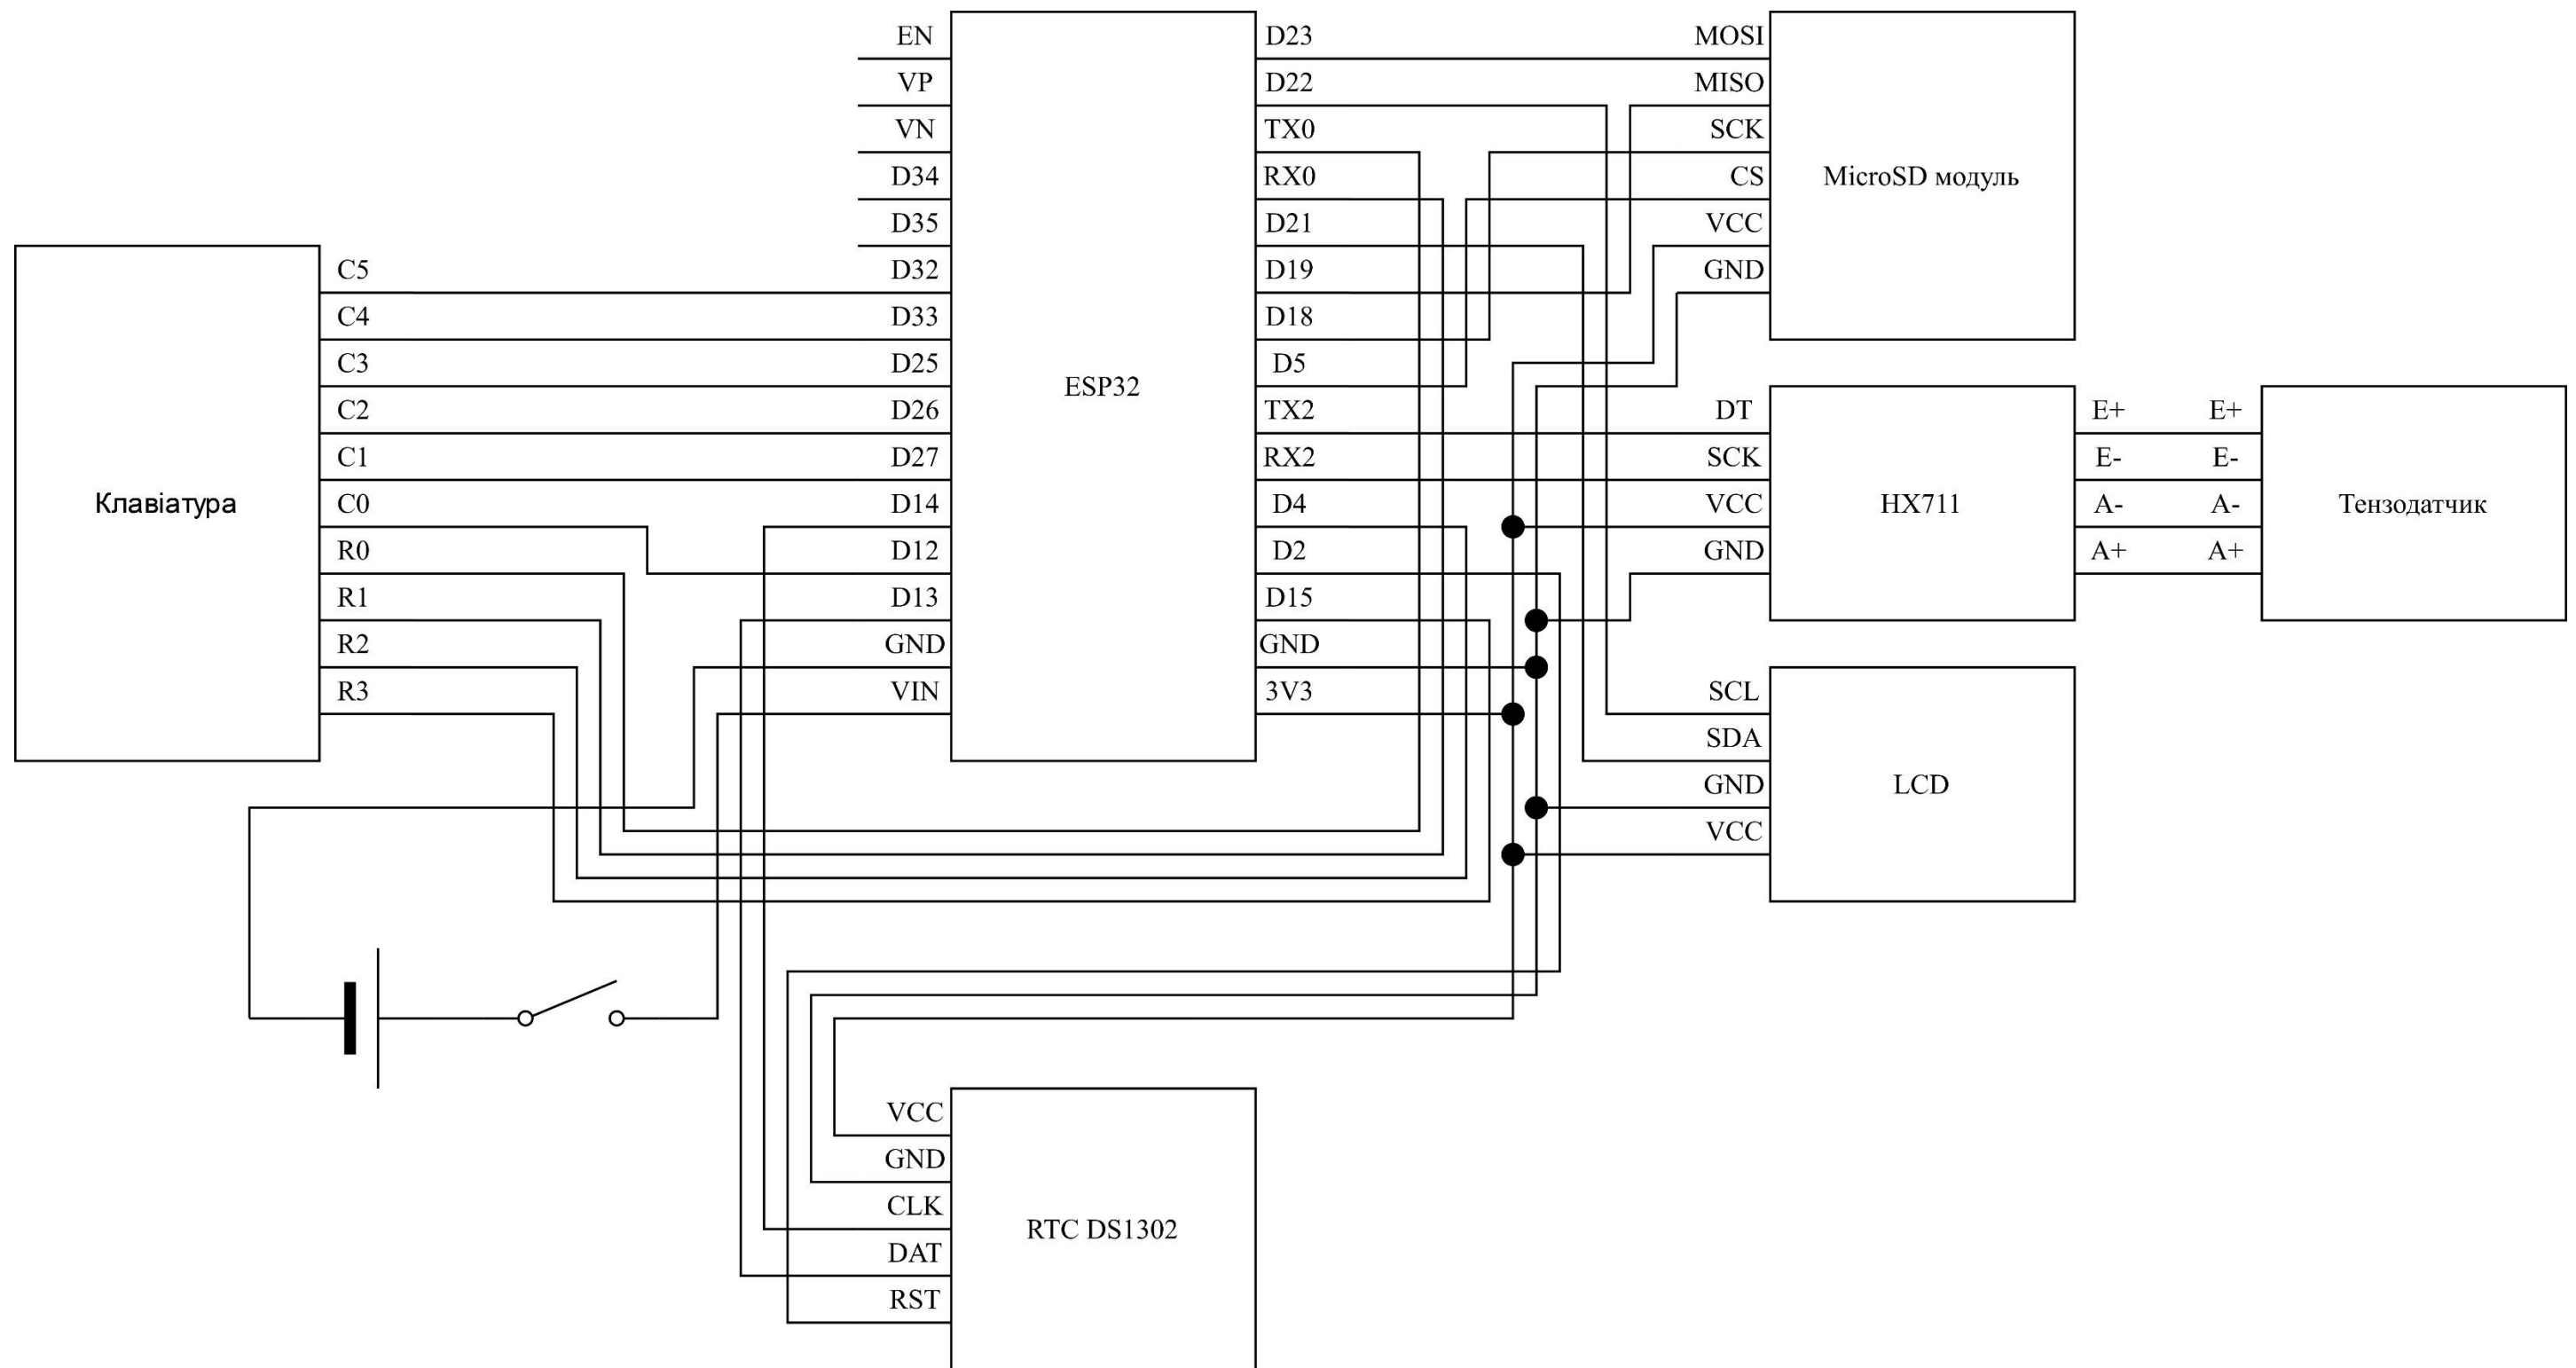 Клавіатура
C5
C4
C3
C2
C1
C0
R0
R1
R2
R3
EN
VP
VN
D34
D35
D32
D33
D25
D26
D27
D14
D12
D13
GND
VIN
ESP32
D23
D22
TX0
RX0
D21
D19
D18
D5
TX2
RX2
D4
D2
D15
GND
3V3
MOSI
MISO
SCK
CS
VCC
GND
MicroSD модуль
DT
SCK
VCC
GND
HX711
E+
E-
A-
A+
E+
E-
A-
A+
Тензодатчик
SCL
SDA
GND
VCC
LCD
VCC
GND
CLK
DAT
RST
RTC DS1302